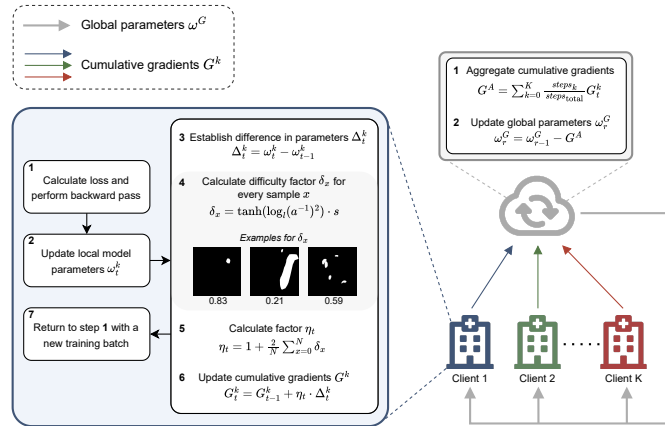 Global parameters ω^G
Cumulative gradients G^k
1 Aggregate cumulative gradients
G^A = ∑_{k=0}^{K} \frac{steps_k}{steps_{total}} G_t^k
2 Update global parameters ω_r^G
ω_r^G = ω_{r-1}^G − G^A
1
Calculate loss and
perform backward pass
2
Update local model
parameters ω_t^k
7
Return to step 1 with a
new training batch
3 Establish difference in parameters Δ_t^k
Δ_t^k = ω_t^k − ω_{t-1}^k
4 Calculate difficulty factor δ_x for
every sample x
δ_x = tanh(log_l(a^{-1})^2) · s
Examples for δ_x
0.83 0.21 0.59
5 Calculate factor η_t
η_t = 1 + \frac{2}{N} ∑_{x=0}^{N} δ_x
6 Update cumulative gradients G^k
G_t^k = G_{t-1}^k + η_t · Δ_t^k
Client 1 Client 2 Client K